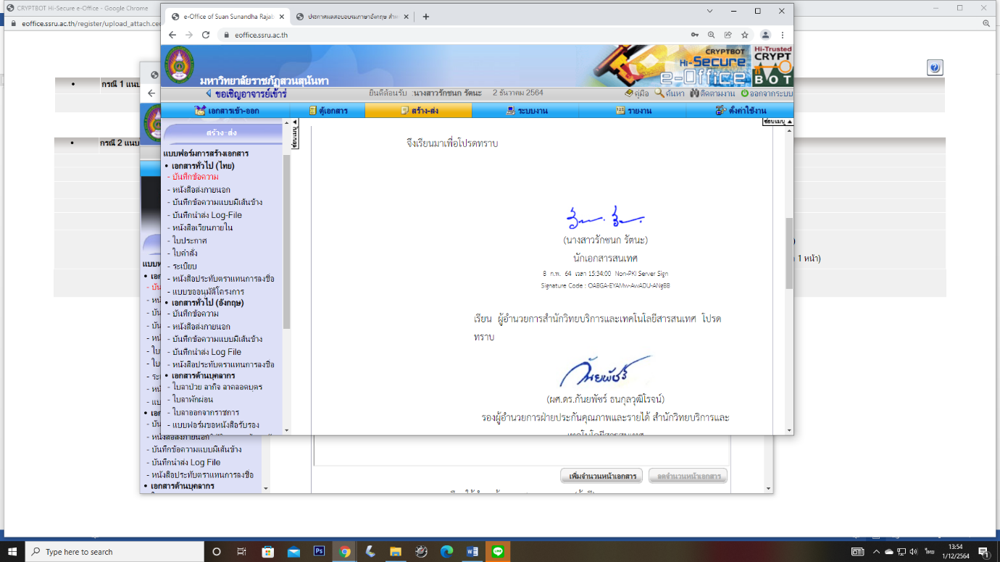 CRYPTBOT Hi-Secure e-Office - Google Chrome
eoffice.ssru.ac.th/register/upload_attach.
e-Office of Suan Sunandha Rajab
ประกาศผลสอบอบรมภาษาอังกฤษ สำห
eoffice.ssru.ac.th
มหาวิทยาลัยราชภัฏสวนสุนันทา
CRYPTBOT
Hi-Secure
e-Office
Hi-Trusted
CRYPT
BOT
ขอเชิญอาจารย์เข้าร่
ยินดีต้อนรับ :นางสาวรักชนก รัตนะ 2 ธันวาคม 2564
คู่มือ ค้นหา ติดตามงาน ออกจากระบบ
เอกสารเข้า-ออก ตู้เอกสาร สร้าง-ส่ง ระบบงาน รายงาน ตั้งค่าใช้งาน
ซ่อนเมนู
ซ่อนเมนู
สร้าง-ส่ง
แบบฟอร์มการสร้างเอกสาร
• เอกสารทั่วไป (ไทย)
- บันทึกข้อความ
- หนังสือส่งภายนอก
- บันทึกข้อความแบบมีเส้นข้าง
- บันทึกนำส่ง Log-File
- หนังสือเวียนภายใน
- ใบประกาศ
- ใบคำสั่ง
- ระเบียบ
- หนังสือประทับตราแทนการลงชื่อ
- แบบขออนุมัติโครงการ
• เอกสารทั่วไป (อังกฤษ)
- บันทึกข้อความ
- หนังสือส่งภายนอก
- บันทึกข้อความแบบมีเส้นข้าง
- บันทึกนำส่ง Log File
- หนังสือประทับตราแทนการลงชื่อ
• เอกสารด้านบุคลากร
- ใบลาป่วย ลากิจ ลาคลอดบุตร
- ใบลาพักผ่อน
- ใบลาออกจากราชการ
- แบบฟอร์มขอหนังสือรับรอง
จึงเรียนมาเพื่อโปรดทราบ
(นางสาวรักชนก รัตนะ)
นักเอกสารสนเทศ
8 ก.พ. 64 เวลา 15:34:00 Non-PKI Server Sign
Signature Code : OABGA-EYAMw-AwADU-ANgBB
เรียน ผู้อำนวยการสำนักวิทยบริการและเทคโนโลยีสารสนเทศ โปรด
ทราบ
กันยพัชร์
(ผศ.ดร.กันยพัชร์ ธนกุลวุฒิโรจน์)
รองผู้อำนวยการฝ่ายประกันคุณภาพและรายได้ สำนักวิทยบริการและ
เทคโนโลยีสารสนเทศ
• กรณี 1 แนบ
• กรณี 2 แนบ
1 หน้า)
- บันทึกข้อความแบบมีเส้นข้าง
- บันทึกนำส่ง Log File
- หนังสือประทับตราแทนการลงชื่อ
• เอกสารด้านบุคลากร
เพิ่มจำนวนหน้าเอกสาร ลดจำนวนหน้าเอกสาร
Type here to search
ไทย
13:54
1/12/2564